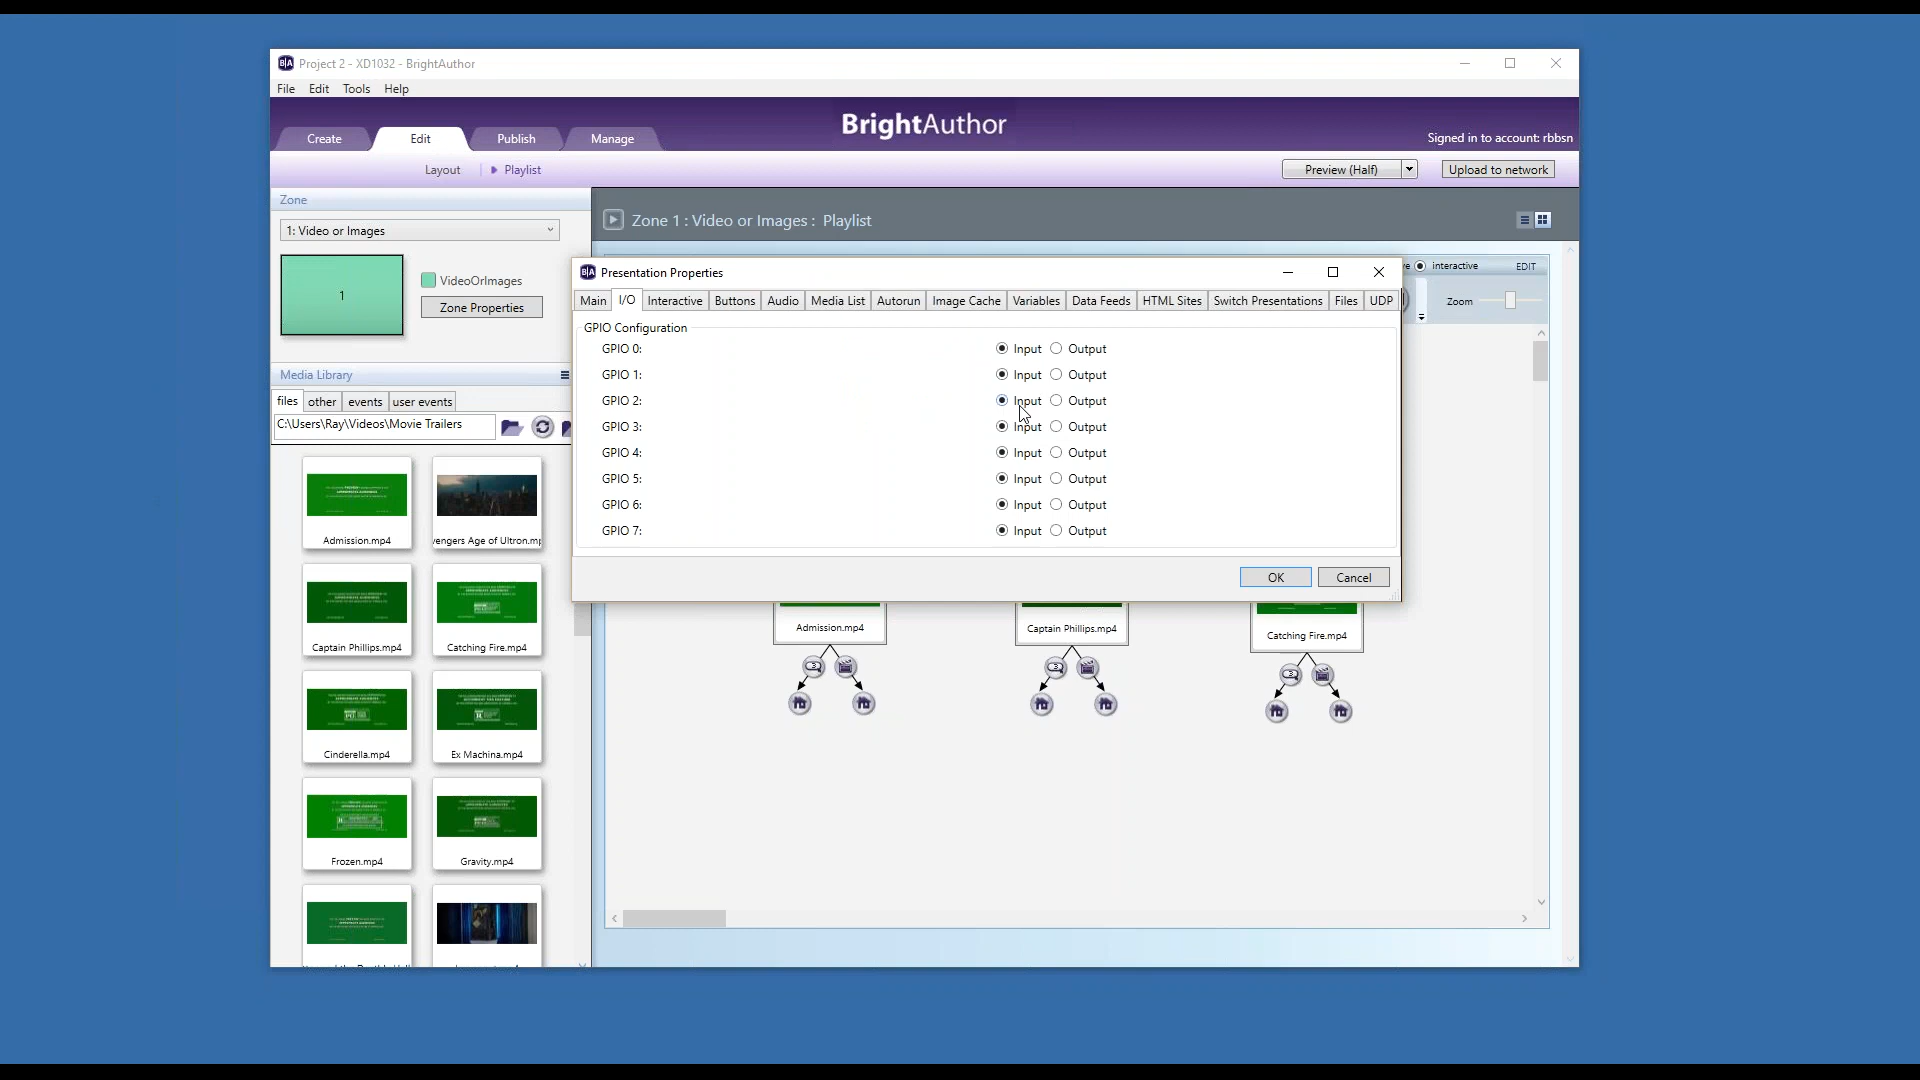 Project 2 - XD1032 - BrightAuthor
File Edit Tools Help
Create Edit Publish Manage
BrightAuthor
Signed in to account: rbbsn
Layout Playlist
Preview (Half) Upload to network
Zone
Zone 1 : Video or Images : Playlist
1: Video or Images
1
VideoOrImages
Zone Properties
interactive EDIT
Zoom
Presentation Properties
Main I/O Interactive Buttons Audio Media List Autorun Image Cache Variables Data Feeds HTML Sites Switch Presentations Files UDP
GPIO Configuration
GPIO 0: Input Output
GPIO 1: Input Output
GPIO 2: Input Output
GPIO 3: Input Output
GPIO 4: Input Output
GPIO 5: Input Output
GPIO 6: Input Output
GPIO 7: Input Output
OK Cancel
Media Library
files other events user events
C:\Users\Ray\Videos\Movie Trailers
Admission.mp4 engers Age of Ultron.mp
Captain Phillips.mp4 Catching Fire.mp4
Cinderella.mp4 Ex Machina.mp4
Frozen.mp4 Gravity.mp4
Admission.mp4 Captain Phillips.mp4 Catching Fire.mp4
3 3 3